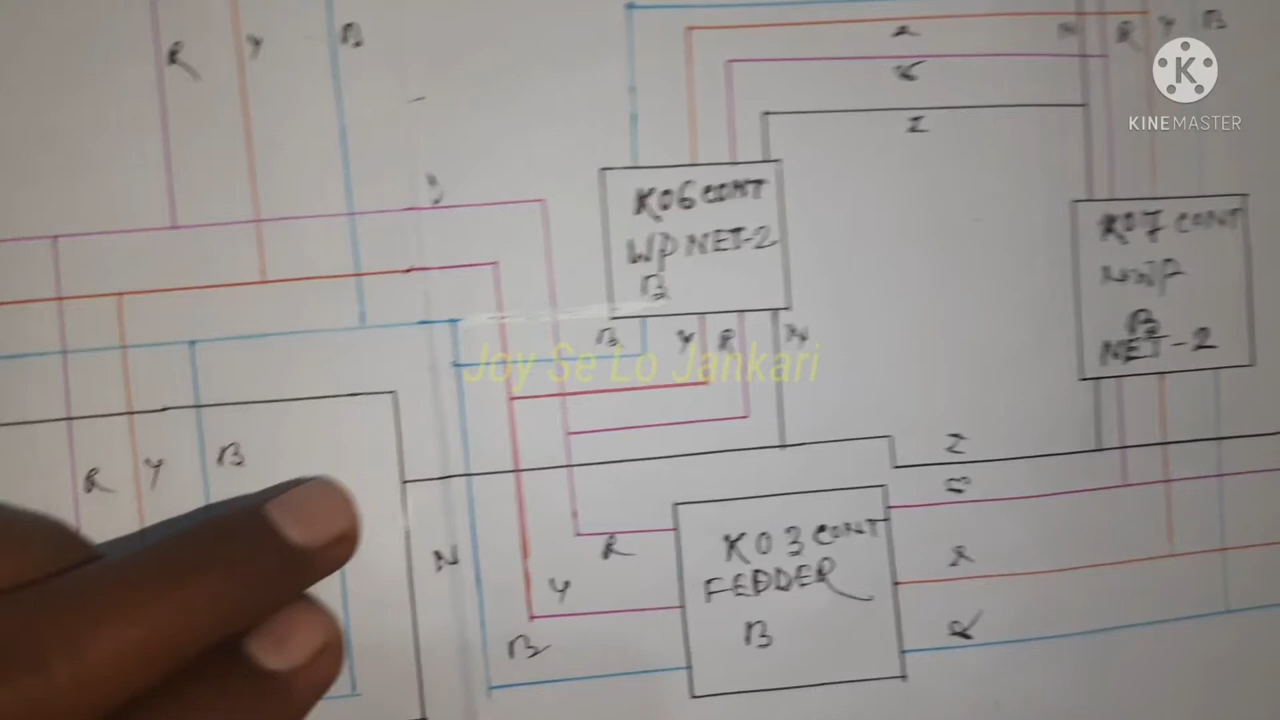 R
Y
B
N
R
Y
B
K
KINEMASTER
K06 CONT
WP NET-2
B
K07 CONT
B
NET-2
B
Y
R
N
Joy Se Lo Jankari
R
Y
B
N
R
Y
B
K03 CONT
FEDDER
B